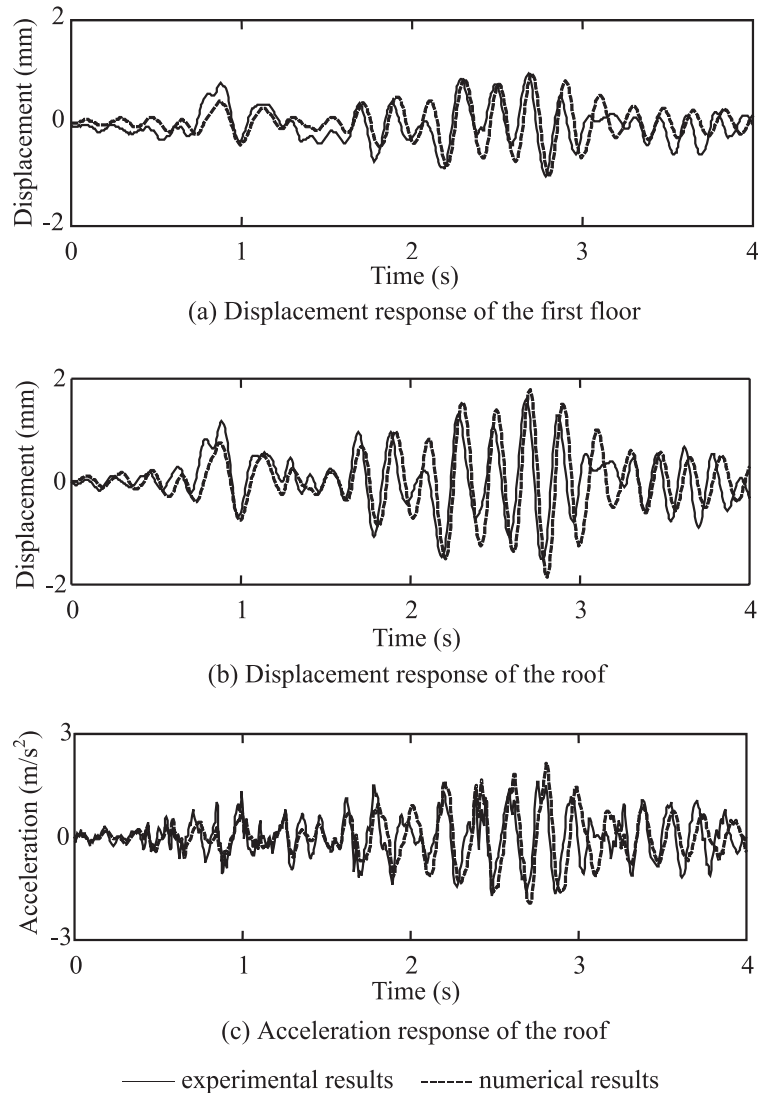 2
Displacement (mm)
0
-2
0 1 2 3 4
Time (s)
(a) Displacement response of the first floor
2
Displacement (mm)
0
-2
0 1 2 3 4
Time (s)
(b) Displacement response of the roof
3
Acceleration (m/s²)
0
-3
0 1 2 3 4
Time (s)
(c) Acceleration response of the roof
experimental results numerical results